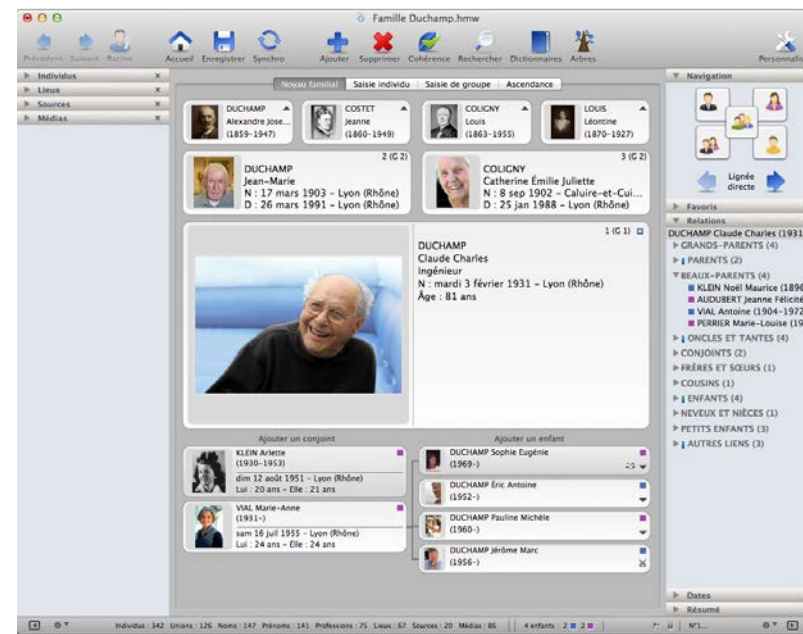 Famille Duchamp.hmw
Précédent Suivant Racine Accueil Enregistrer Synchro Ajouter Supprimer Cohérence Rechercher Dictionnaires Arbres Personnalis
Individus
Lieux
Sources
Médias
Noyau familial Saisie individu Saisie de groupe Ascendance
DUCHAMP
Alexandre Jose...
(1859-1947)
COSTET
Jeanne
(1860-1949)
COLIGNY
Louis
(1863-1955)
LOUIS
Léontine
(1870-1927)
2 (G 2)
DUCHAMP
Jean-Marie
N : 17 mars 1903 - Lyon (Rhône)
D : 26 mars 1991 - Lyon (Rhône)
3 (G 2)
COLIGNY
Catherine Émilie Juliette
N : 8 sep 1902 - Caluire-et-Cui...
D : 25 jan 1988 - Lyon (Rhône)
1 (G 1)
DUCHAMP
Claude Charles
Ingénieur
N : mardi 3 février 1931 - Lyon (Rhône)
Âge : 81 ans
Ajouter un conjoint
KLEIN Arlette
(1930-1953)
dim 12 août 1951 - Lyon (Rhône)
Lui : 20 ans - Elle : 21 ans
VIAL Marie-Anne
(1931-)
sam 16 juil 1955 - Lyon (Rhône)
Lui : 24 ans - Elle : 24 ans
Ajouter un enfant
DUCHAMP Sophie Eugénie
(1969-)
DUCHAMP Éric Antoine
(1952-)
DUCHAMP Pauline Michèle
(1960-)
DUCHAMP Jérôme Marc
(1956-)
Navigation
Lignée
directe
Favoris
Relations
DUCHAMP Claude Charles (1931
GRANDS-PARENTS (4)
PARENTS (2)
BEAUX-PARENTS (4)
KLEIN Noël Maurice (1896
AUDUBERT Jeanne Félicité
VIAL Antoine (1904-1972
PERRIER Marie-Louise (19
ONCLES ET TANTES (4)
CONJOINTS (2)
FRÈRES ET SŒURS (1)
COUSINS (1)
ENFANTS (4)
NEVEUX ET NIÈCES (1)
PETITS ENFANTS (3)
AUTRES LIENS (3)
Dates
Résumé
Individus : 342 Unions : 126 Noms : 147 Prénoms : 141 Professions : 75 Lieux : 67 Sources : 20 Médias : 86 4 enfants : 2 2 N°1...